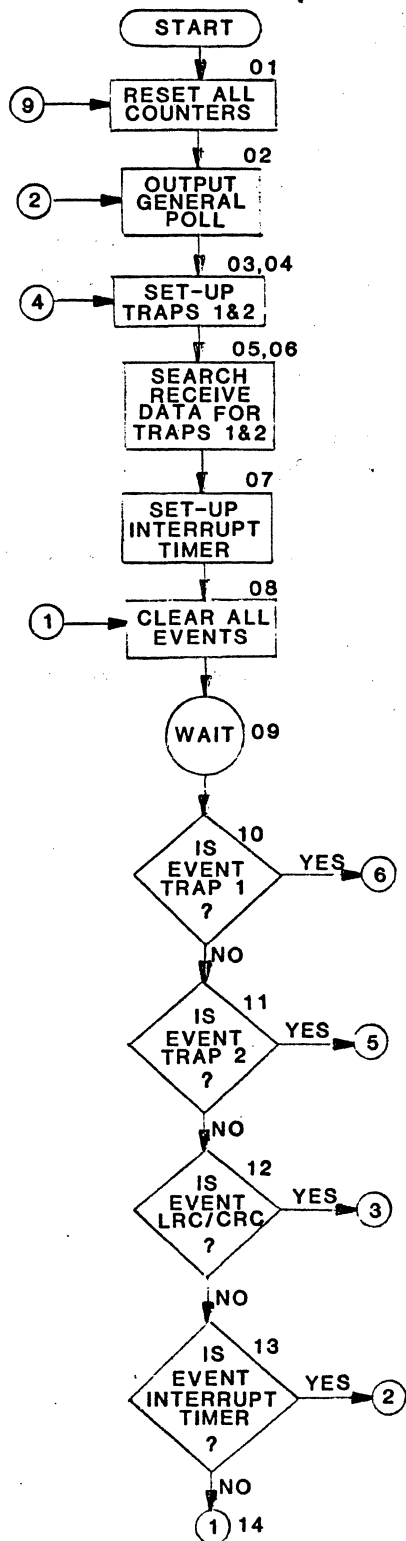 START
01
9
RESET ALL
COUNTERS
02
2
OUTPUT
GENERAL
POLL
03,04
4
SET-UP
TRAPS 1&2
05,06
SEARCH
RECEIVE
DATA FOR
TRAPS 1&2
07
SET-UP
INTERRUPT
TIMER
08
1
CLEAR ALL
EVENTS
WAIT 09
10
IS
EVENT
TRAP 1
?
YES
6
NO
11
IS
EVENT
TRAP 2
?
YES
5
NO
12
IS
EVENT
LRC/CRC
?
YES
3
NO
13
IS
EVENT
INTERRUPT
TIMER
?
YES
2
NO
1 14